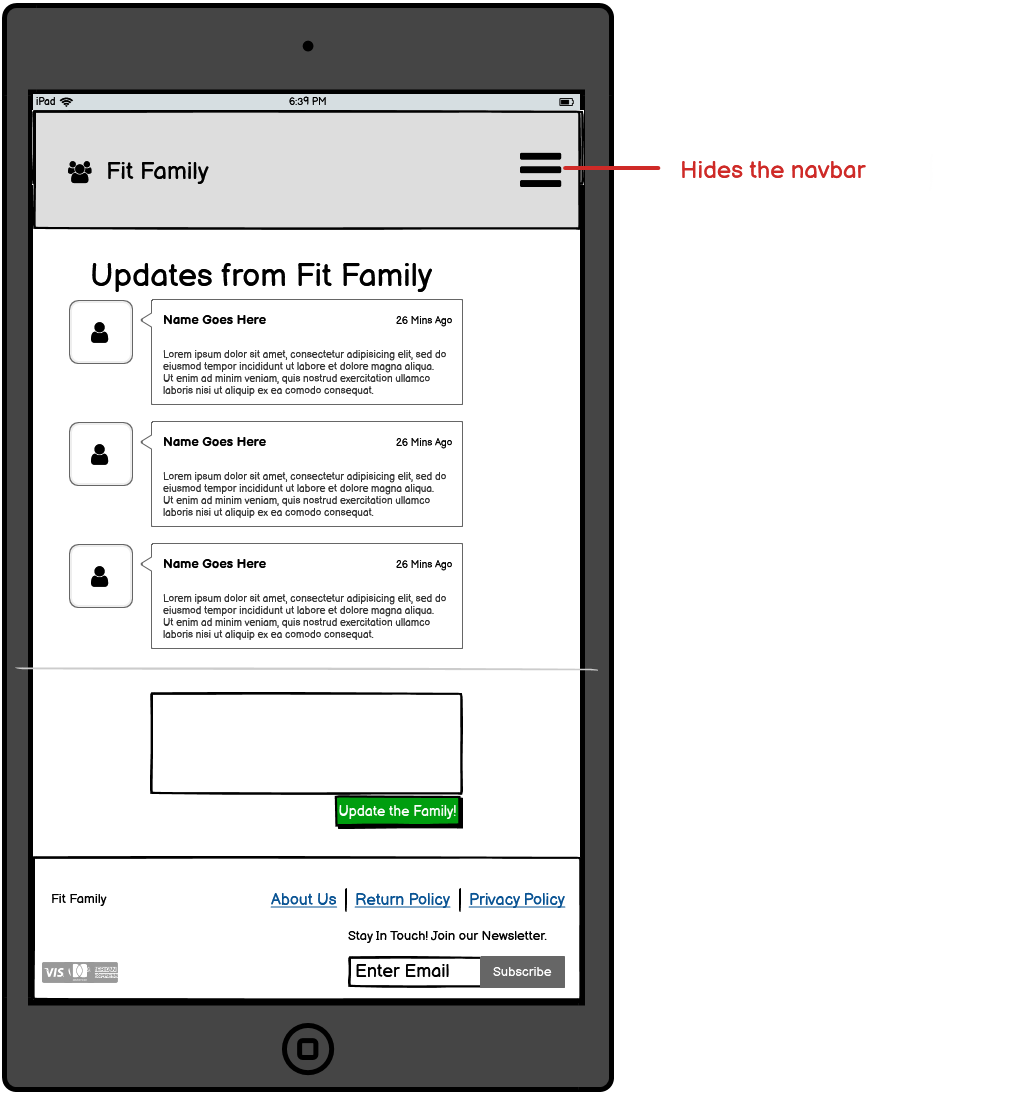 iPad 6:39 PM
Fit Family
Hides the navbar
Updates from Fit Family
Name Goes Here 26 Mins Ago
Lorem ipsum dolor sit amet, consectetur adipisicing elit, sed do
eiusmod tempor incididunt ut labore et dolore magna aliqua.
Ut enim ad minim veniam, quis nostrud exercitation ullamco
laboris nisi ut aliquip ex ea comodo consequat.
Name Goes Here 26 Mins Ago
Lorem ipsum dolor sit amet, consectetur adipisicing elit, sed do
eiusmod tempor incididunt ut labore et dolore magna aliqua.
Ut enim ad minim veniam, quis nostrud exercitation ullamco
laboris nisi ut aliquip ex ea comodo consequat.
Name Goes Here 26 Mins Ago
Lorem ipsum dolor sit amet, consectetur adipisicing elit, sed do
eiusmod tempor incididunt ut labore et dolore magna aliqua.
Ut enim ad minim veniam, quis nostrud exercitation ullamco
laboris nisi ut aliquip ex ea comodo consequat.
Update the Family!
Fit Family
About Us | Return Policy | Privacy Policy
Stay In Touch! Join our Newsletter.
Enter Email Subscribe
VIS